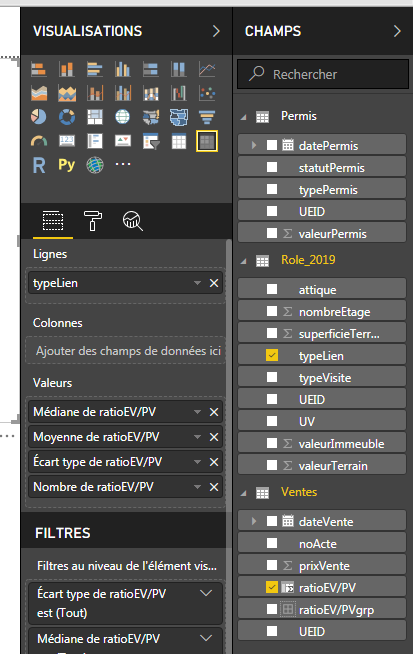 VISUALISATIONS
R
Py
Lignes
typeLien
Colonnes
Ajouter des champs de données ici
Valeurs
Médiane de ratioEV/PV
Moyenne de ratioEV/PV
Écart type de ratioEV/PV
Nombre de ratioEV/PV
FILTRES
Filtres au niveau de l'élément vis...
Écart type de ratioEV/PV
est (Tout)
Médiane de ratioEV/PV
CHAMPS
Rechercher
Permis
datePermis
statutPermis
typePermis
UEID
valeurPermis
Role_2019
attique
nombreEtage
superficieTerr...
typeLien
typeVisite
UEID
UV
valeurImmeuble
valeurTerrain
Ventes
dateVente
noActe
prixVente
ratioEV/PV
ratioEV/PVgrp
UEID